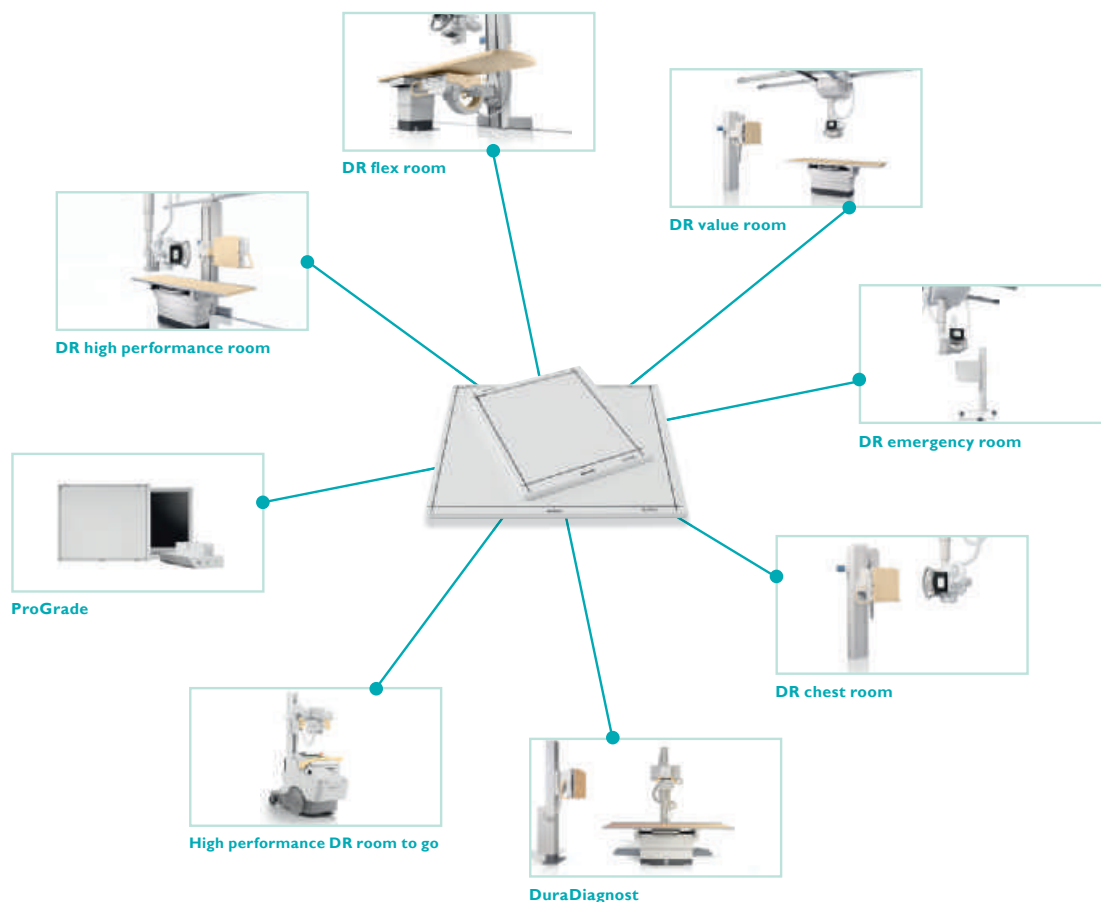 DR flex room
DR value room
DR high performance room
DR emergency room
ProGrade
DR chest room
High performance DR room to go
DuraDiagnost